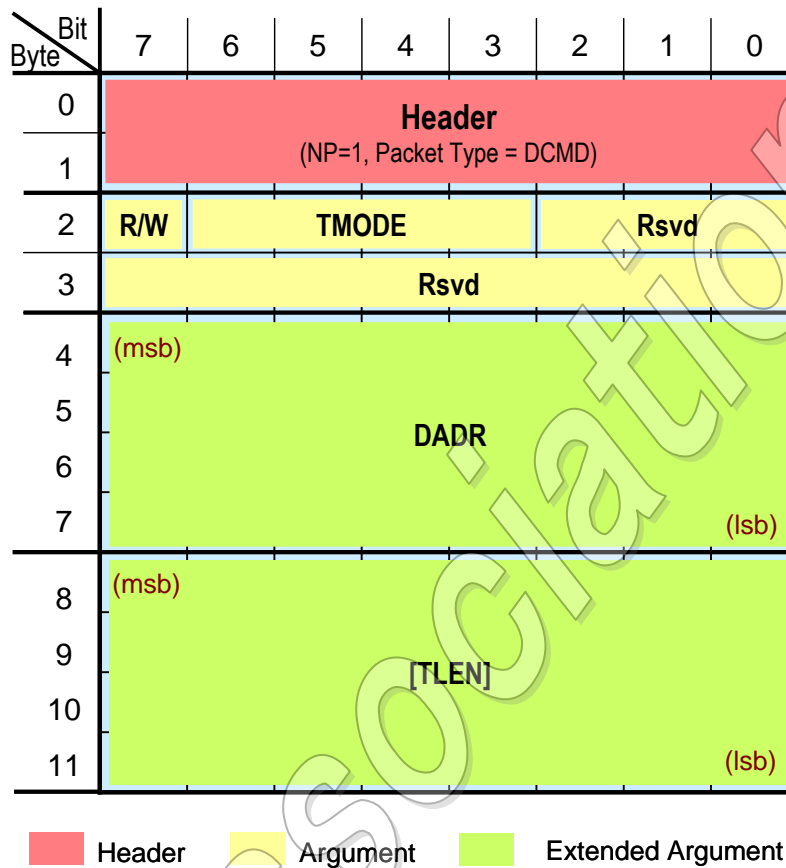 Bit
Byte
7 6 5 4 3 2 1 0
0
Header
1
(NP=1, Packet Type = DCMD)
2 R/W TMODE Rsvd
3 Rsvd
4 (msb)
5
DADR
6
7 (lsb)
8 (msb)
9
[TLEN]
10
11 (lsb)
Header Argument Extended Argument
sociation